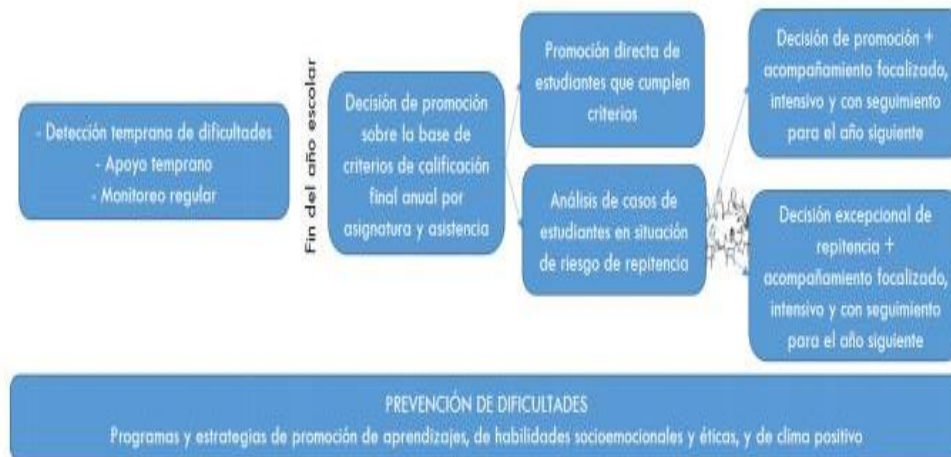 - Detección temprana de dificultades
- Apoyo temprano
- Monitoreo regular
Fin del año escolar
Decisión de promoción
sobre la base de
criterios de calificación
final anual por
asignatura y asistencia
Promoción directa de
estudiantes que cumplen
criterios
Análisis de casos de
estudiantes en situación
de riesgo de repitencia
Decisión de promoción +
acompañamiento focalizado,
intensivo y con seguimiento
para el año siguiente
Decisión excepcional de
repitencia +
acompañamiento focalizado,
intensivo y con seguimiento
para el año siguiente
PREVENCIÓN DE DIFICULTADES
Programas y estrategias de promoción de aprendizajes, de habilidades socioemocionales y éticas, y de clima positivo